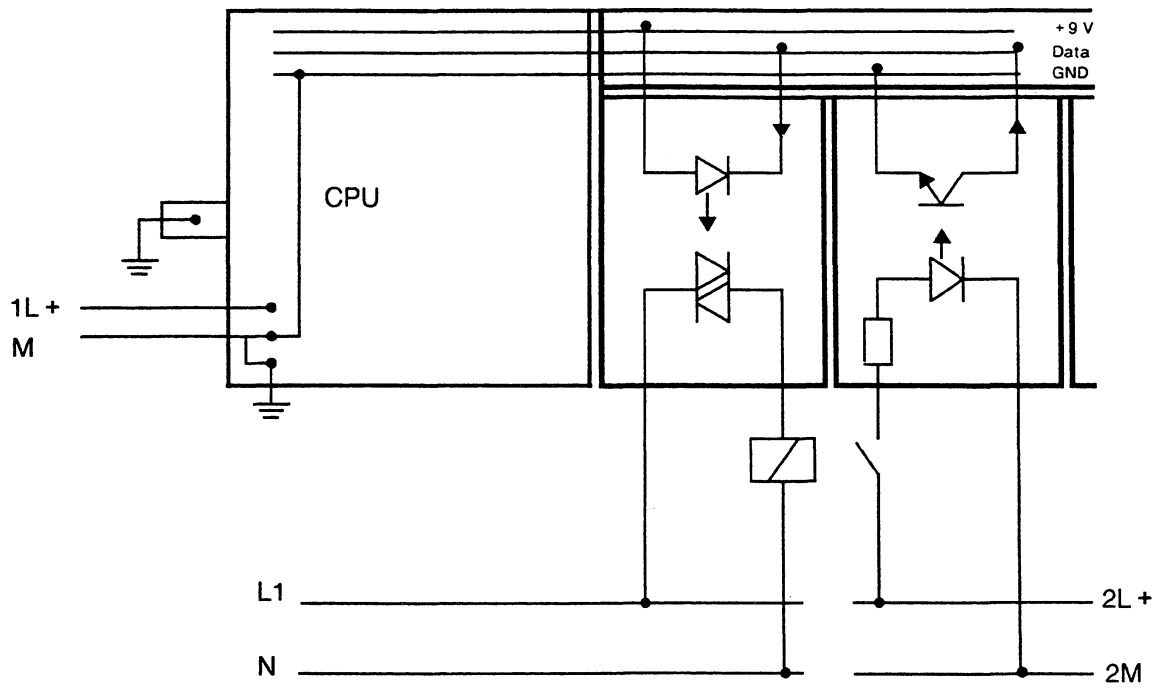 + 9 V
Data
GND
CPU
1L +
M
L1
2L +
N
2M